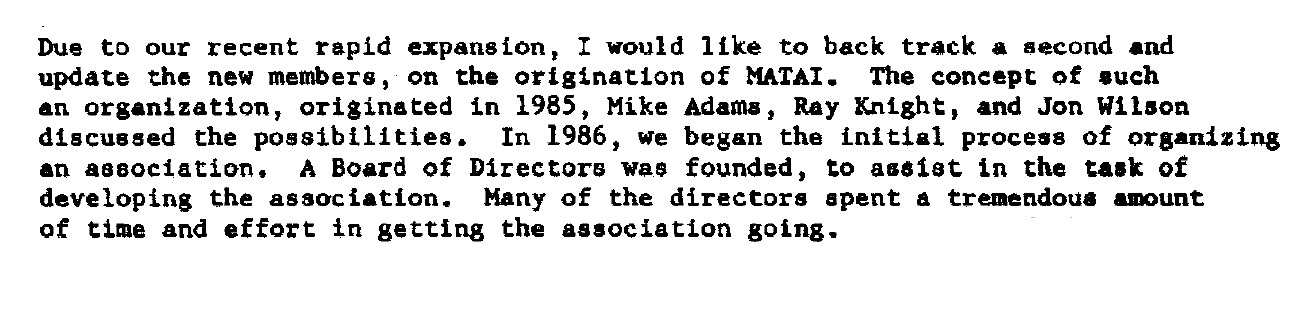 Due to our recent rapid expansion, I would like to back track a second and
update the new members, on the origination of MATAI. The concept of such
an organization, originated in 1985, Mike Adams, Ray Knight, and Jon Wilson
discussed the possibilities. In 1986, we began the initial process of organizing
an association. A Board of Directors was founded, to assist in the task of
developing the association. Many of the directors spent a tremendous amount
of time and effort in getting the association going.